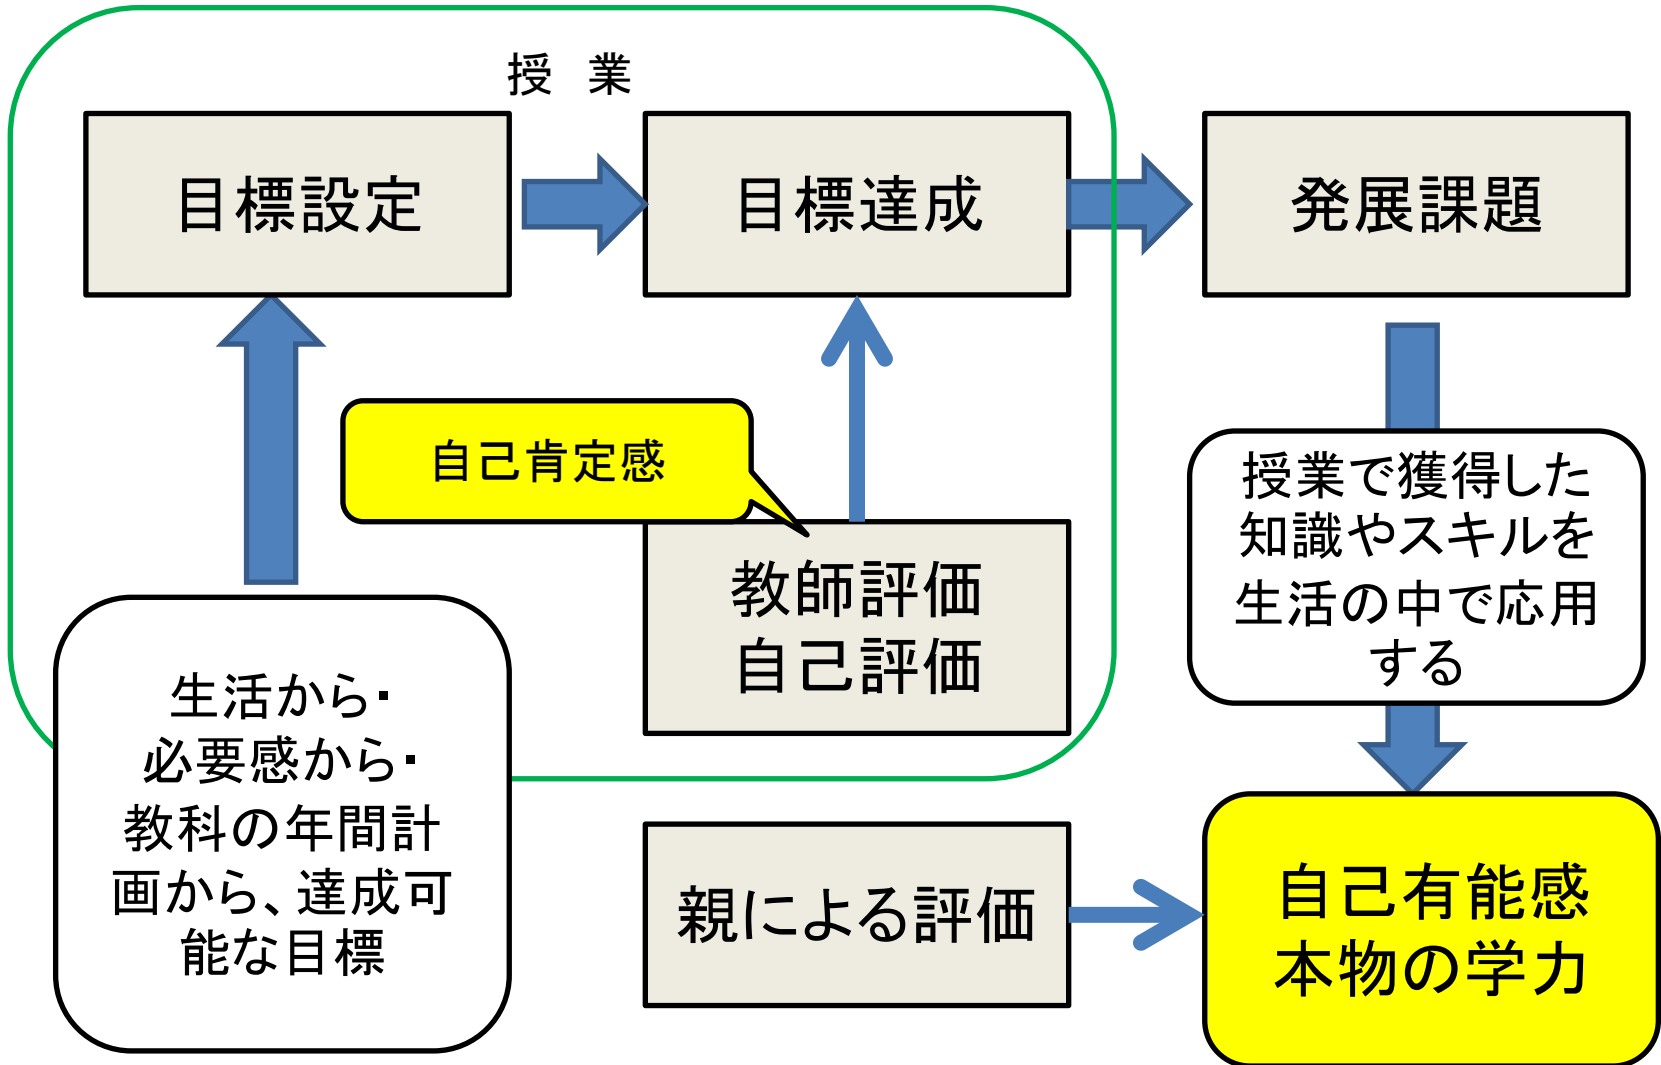 授　業
目標設定
目標達成
発展課題
自己肯定感
教師評価
自己評価
授業で獲得した
知識やスキルを
生活の中で応用
する
生活から・
必要感から・
教科の年間計
画から、達成可
能な目標
親による評価
自己有能感
本物の学力